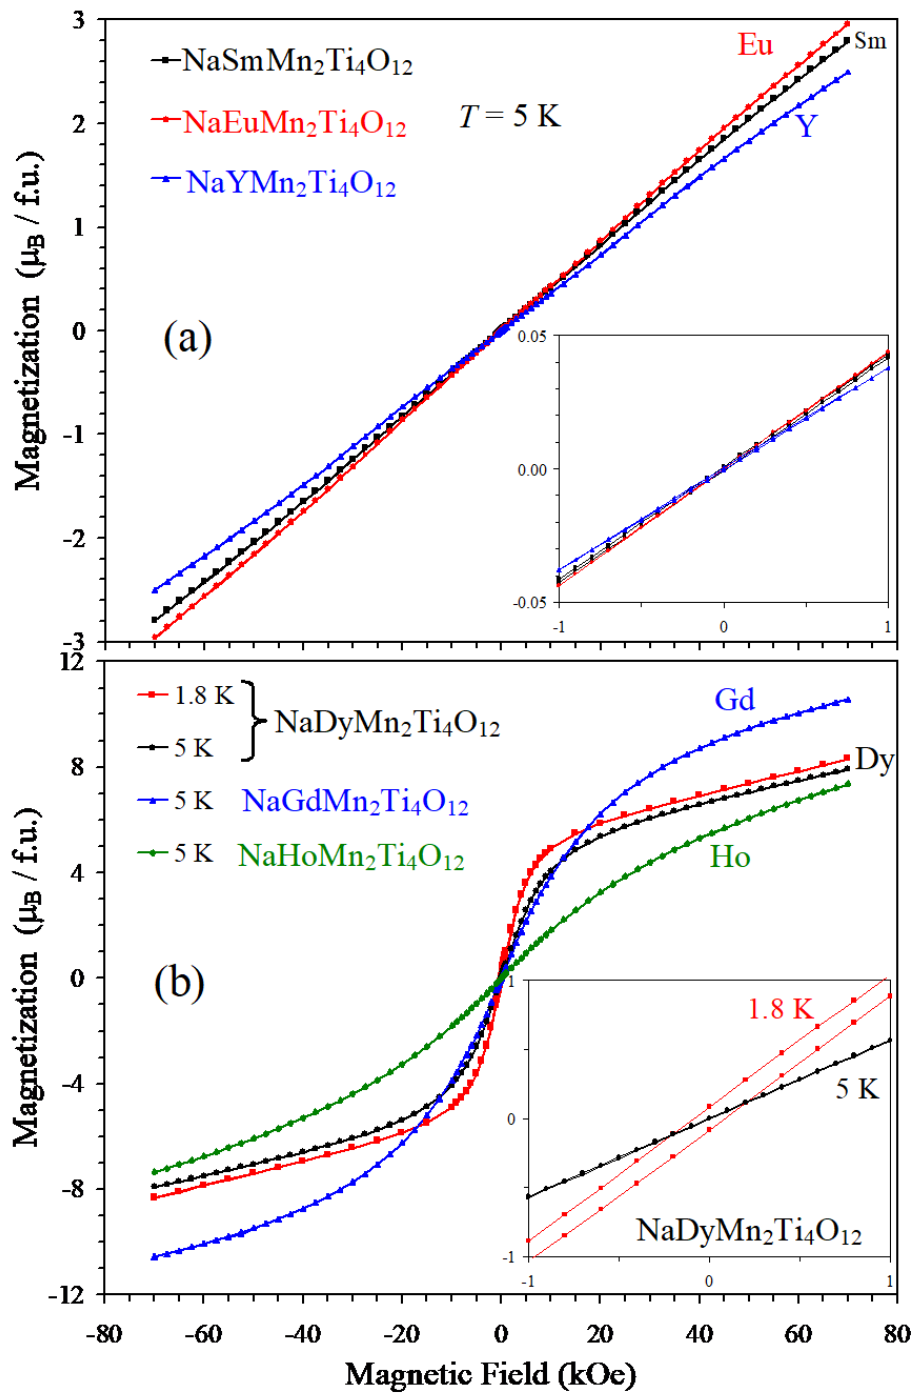 3
2
1
0
-1
-2
-3
Magnetization (μB / f.u.)
NaSmMn2Ti4O12
NaEuMn2Ti4O12
NaYMn2Ti4O12
T = 5 K
Eu
Sm
Y
(a)
0.05
0.00
-0.05
-1
0
1
12
8
4
0
-4
-8
-12
Magnetization (μB / f.u.)
1.8 K
5 K
NaDyMn2Ti4O12
5 K NaGdMn2Ti4O12
5 K NaHoMn2Ti4O12
Gd
Dy
Ho
(b)
1
0
-1
1.8 K
5 K
NaDyMn2Ti4O12
-1
0
1
-80 -60 -40 -20 0 20 40 60 80
Magnetic Field (kOe)